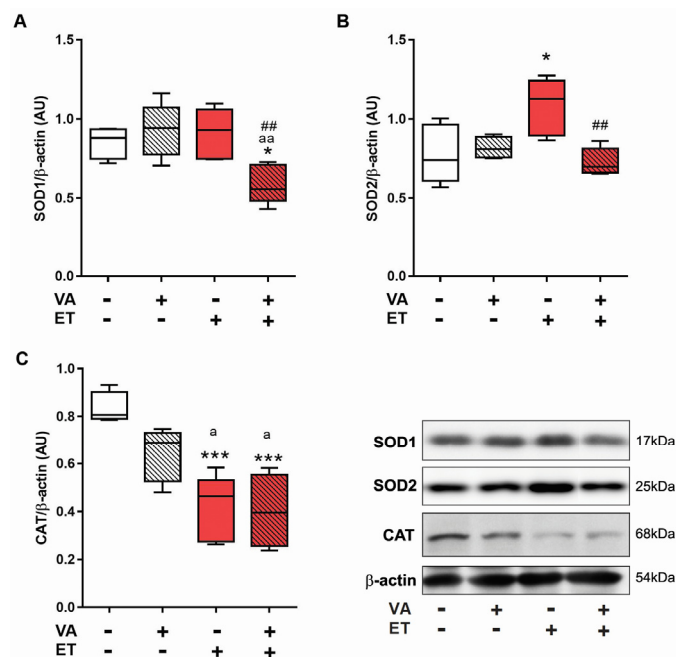 A
SOD1/β-actin (AU)
1.5
1.0
0.5
0.0
##
aa
*
VA - + - +
ET - - + +
B
SOD2/β-actin (AU)
1.5
1.0
0.5
0.0
*
##
VA - + - +
ET - - + +
C
CAT/β-actin (AU)
1.0
0.8
0.6
0.4
0.2
0.0
a a
*** ***
VA - + - +
ET - - + +
SOD1 17kDa
SOD2 25kDa
CAT 68kDa
β-actin 54kDa
VA - + - +
ET - - + +